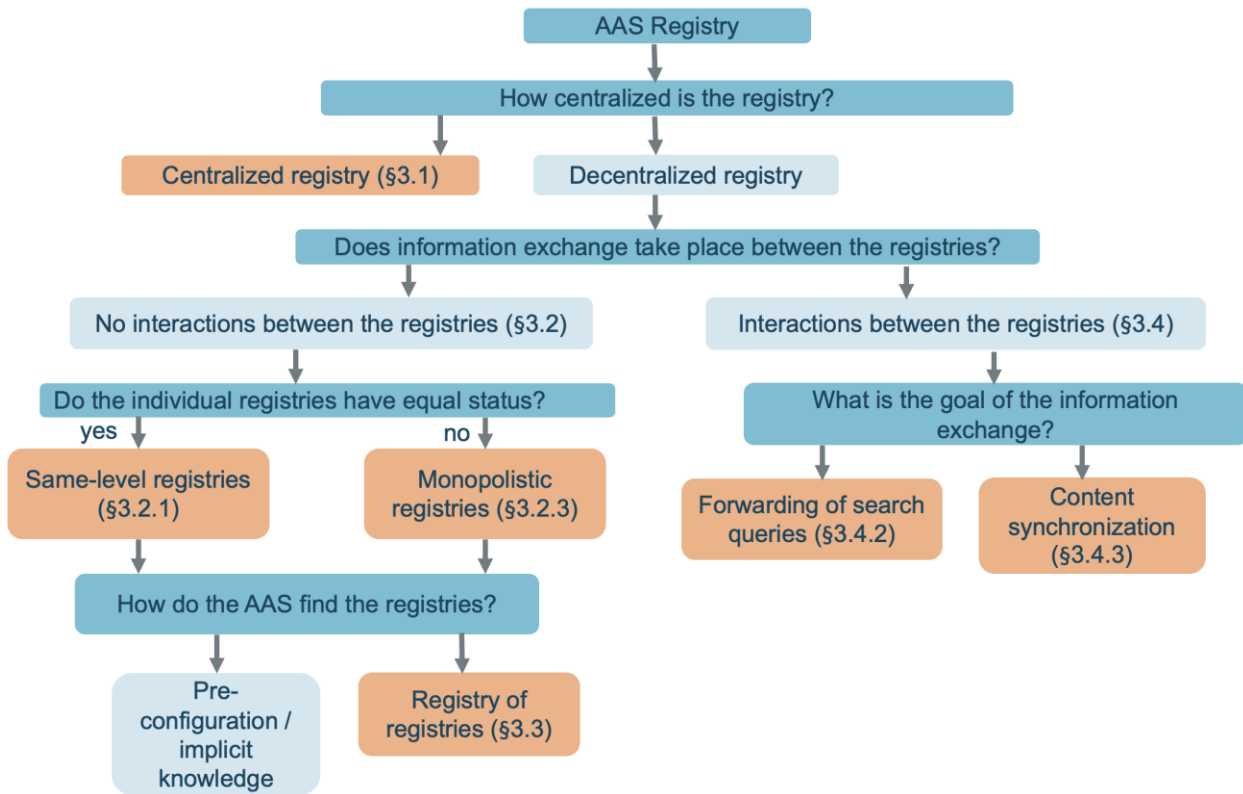 AAS Registry
How centralized is the registry?
Centralized registry (§3.1)
Decentralized registry
Does information exchange take place between the registries?
No interactions between the registries (§3.2)
Interactions between the registries (§3.4)
Do the individual registries have equal status?
What is the goal of the information
exchange?
yes
no
Same-level registries
(§3.2.1)
Monopolistic
registries (§3.2.3)
Forwarding of search
queries (§3.4.2)
Content
synchronization
(§3.4.3)
How do the AAS find the registries?
Pre-
configuration /
implicit
knowledge
Registry of
registries (§3.3)